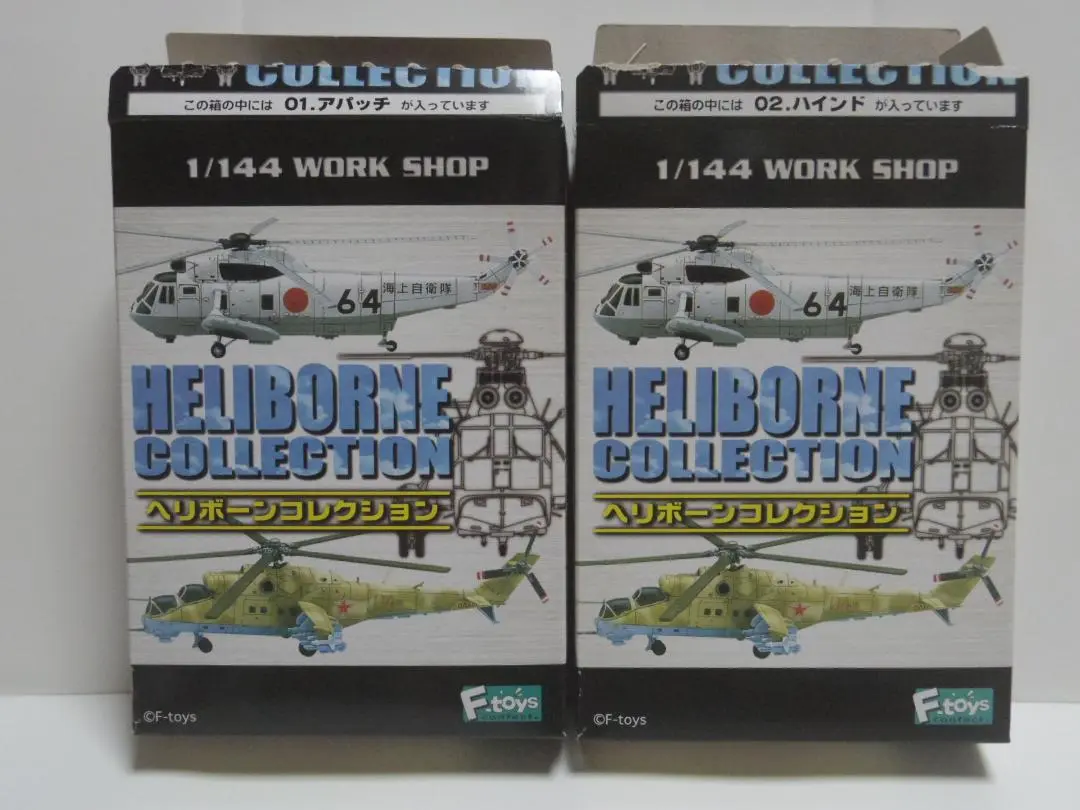 COLLECTION
この箱の中には 01.アパッチ が入っています
1/144 WORK SHOP
64 海上自衛隊
HELIBORNE
COLLECTION
ヘリボーンコレクション
©F-toys
F-toys
confect.
COLLECTION
この箱の中には 02.ハインド が入っています
1/144 WORK SHOP
64 海上自衛隊
HELIBORNE
COLLECTION
ヘリボーンコレクション
©F-toys
F-toys
confect.